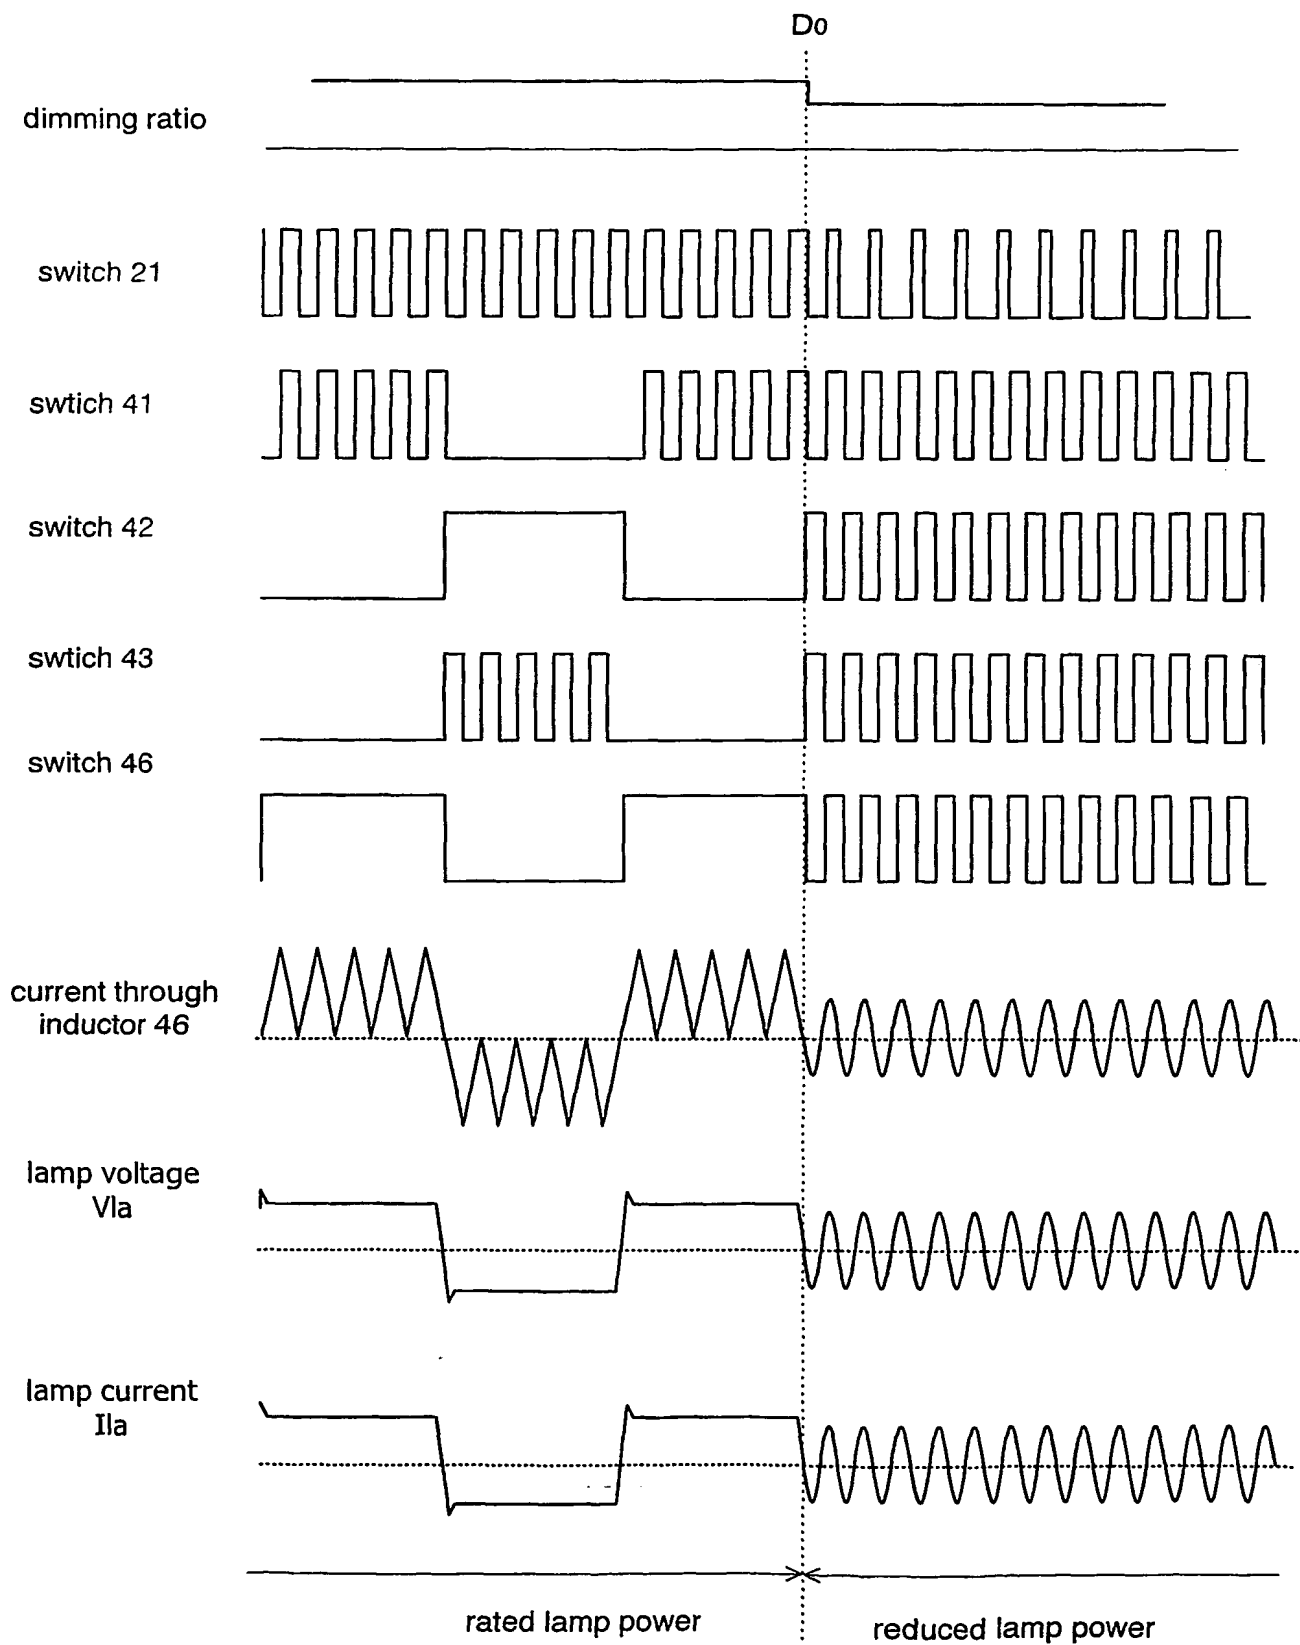 D0
dimming ratio
switch 21
swtich 41
switch 42
swtich 43
switch 46
current through
inductor 46
lamp voltage
Vla
lamp current
Ila
rated lamp power
reduced lamp power